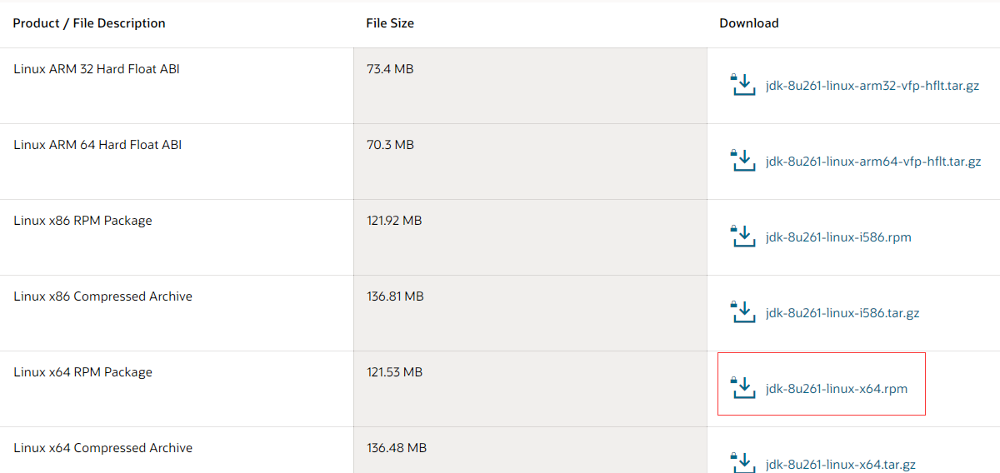 Product / File Description File Size Download
Linux ARM 32 Hard Float ABI 73.4 MB jdk-8u261-linux-arm32-vfp-hflt.tar.gz
Linux ARM 64 Hard Float ABI 70.3 MB jdk-8u261-linux-arm64-vfp-hflt.tar.gz
Linux x86 RPM Package 121.92 MB jdk-8u261-linux-i586.rpm
Linux x86 Compressed Archive 136.81 MB jdk-8u261-linux-i586.tar.gz
Linux x64 RPM Package 121.53 MB jdk-8u261-linux-x64.rpm
Linux x64 Compressed Archive 136.48 MB jdk-8u261-linux-x64.tar.gz